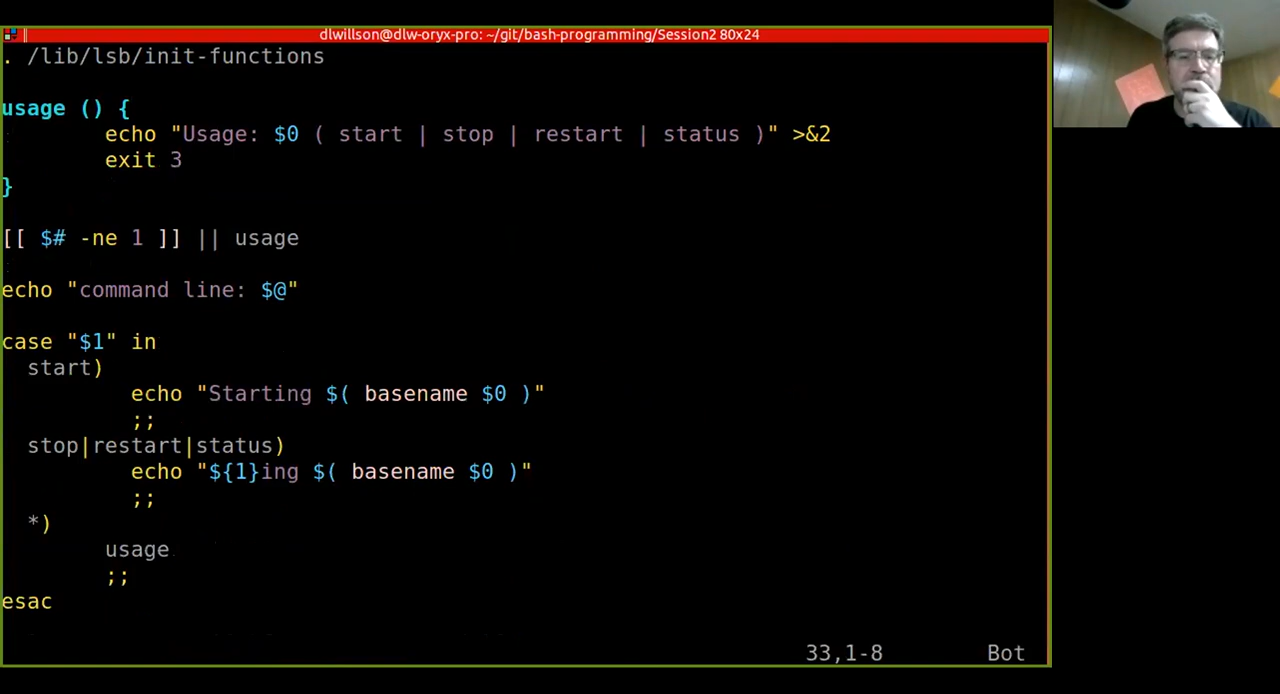 dlwillson@dlw-oryx-pro: ~/git/bash-programming/Session2 80x24
. /lib/lsb/init-functions
usage () {
echo "Usage: $0 ( start | stop | restart | status )" >&2
exit 3
}
[[ $# -ne 1 ]] || usage
echo "command line: $@"
case "$1" in
start)
echo "Starting $( basename $0 )"
;;
stop|restart|status)
echo "${1}ing $( basename $0 )"
;;
*)
usage
;;
esac
33,1-8 Bot